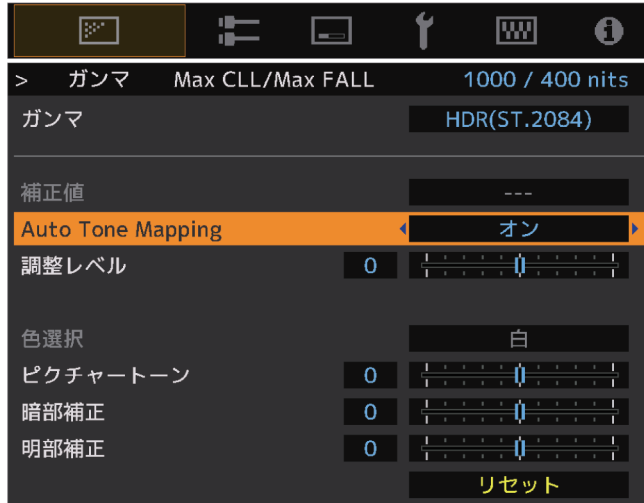 > ガンマ Max CLL/Max FALL 1000 / 400 nits
ガンマ HDR(ST.2084)
補正値 ---
Auto Tone Mapping オン
調整レベル 0
色選択 白
ピクチャートーン 0
暗部補正 0
明部補正 0
リセット